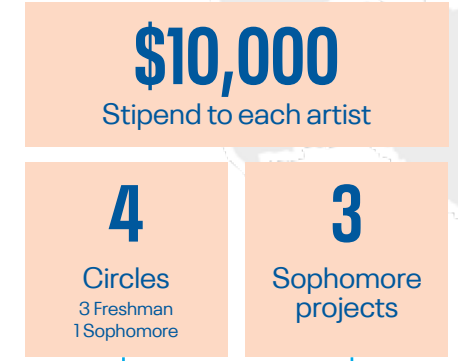 $10,000
Stipend to each artist
4
Circles
3 Freshman
1 Sophomore
3
Sophomore
projects